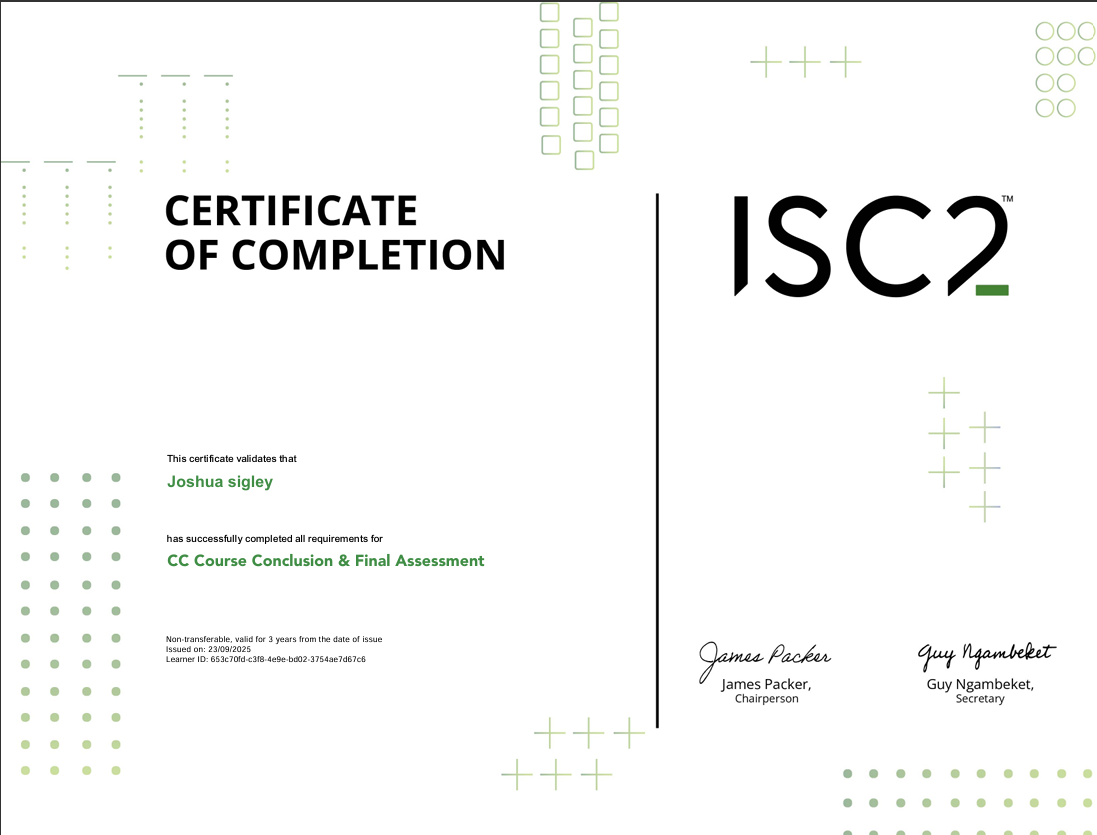 CERTIFICATE
OF COMPLETION
ISC2™
This certificate validates that
Joshua sigley
has successfully completed all requirements for
CC Course Conclusion & Final Assessment
Non-transferable, valid for 3 years from the date of issue
Issued on: 23/09/2025
Learner ID: 653c70fd-c3f8-4e9e-bd02-3754ae7d67c6
James Packer
James Packer,
Chairperson
Guy Ngambeket
Guy Ngambeket,
Secretary